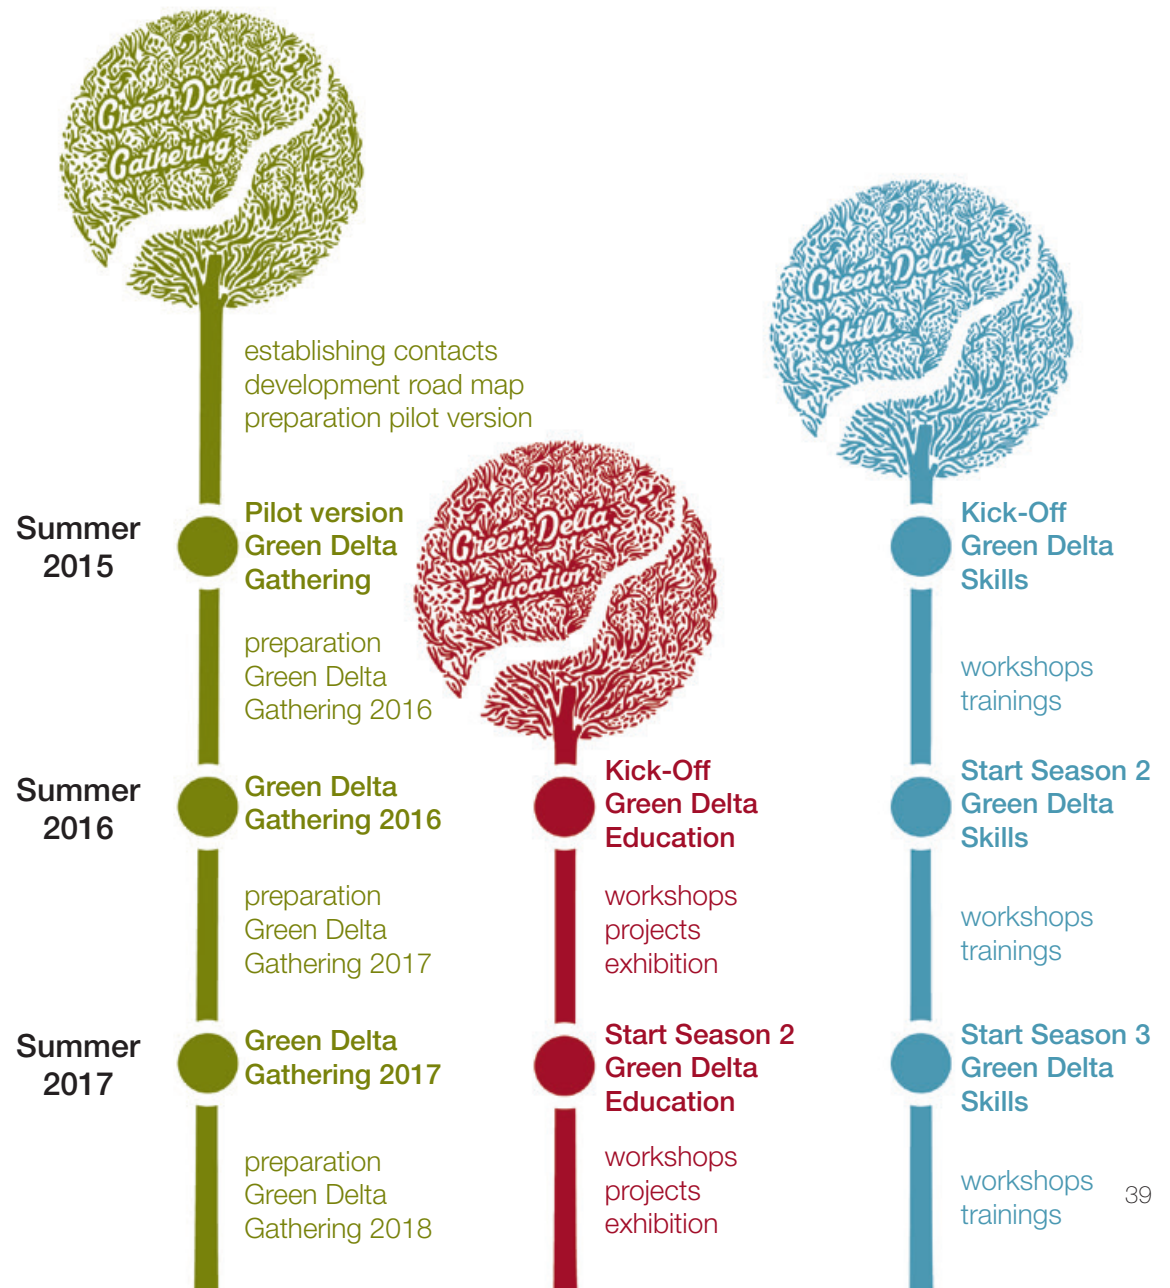 Green Delta
Gathering
establishing contacts
development road map
preparation pilot version
Green Delta
Skills
Green Delta
Education
Summer
2015
Pilot version
Green Delta
Gathering
Kick-Off
Green Delta
Skills
preparation
Green Delta
Gathering 2016
workshops
trainings
Summer
2016
Green Delta
Gathering 2016
Kick-Off
Green Delta
Education
Start Season 2
Green Delta
Skills
preparation
Green Delta
Gathering 2017
workshops
projects
exhibition
workshops
trainings
Summer
2017
Green Delta
Gathering 2017
Start Season 2
Green Delta
Education
Start Season 3
Green Delta
Skills
preparation
Green Delta
Gathering 2018
workshops
projects
exhibition
workshops
trainings
39